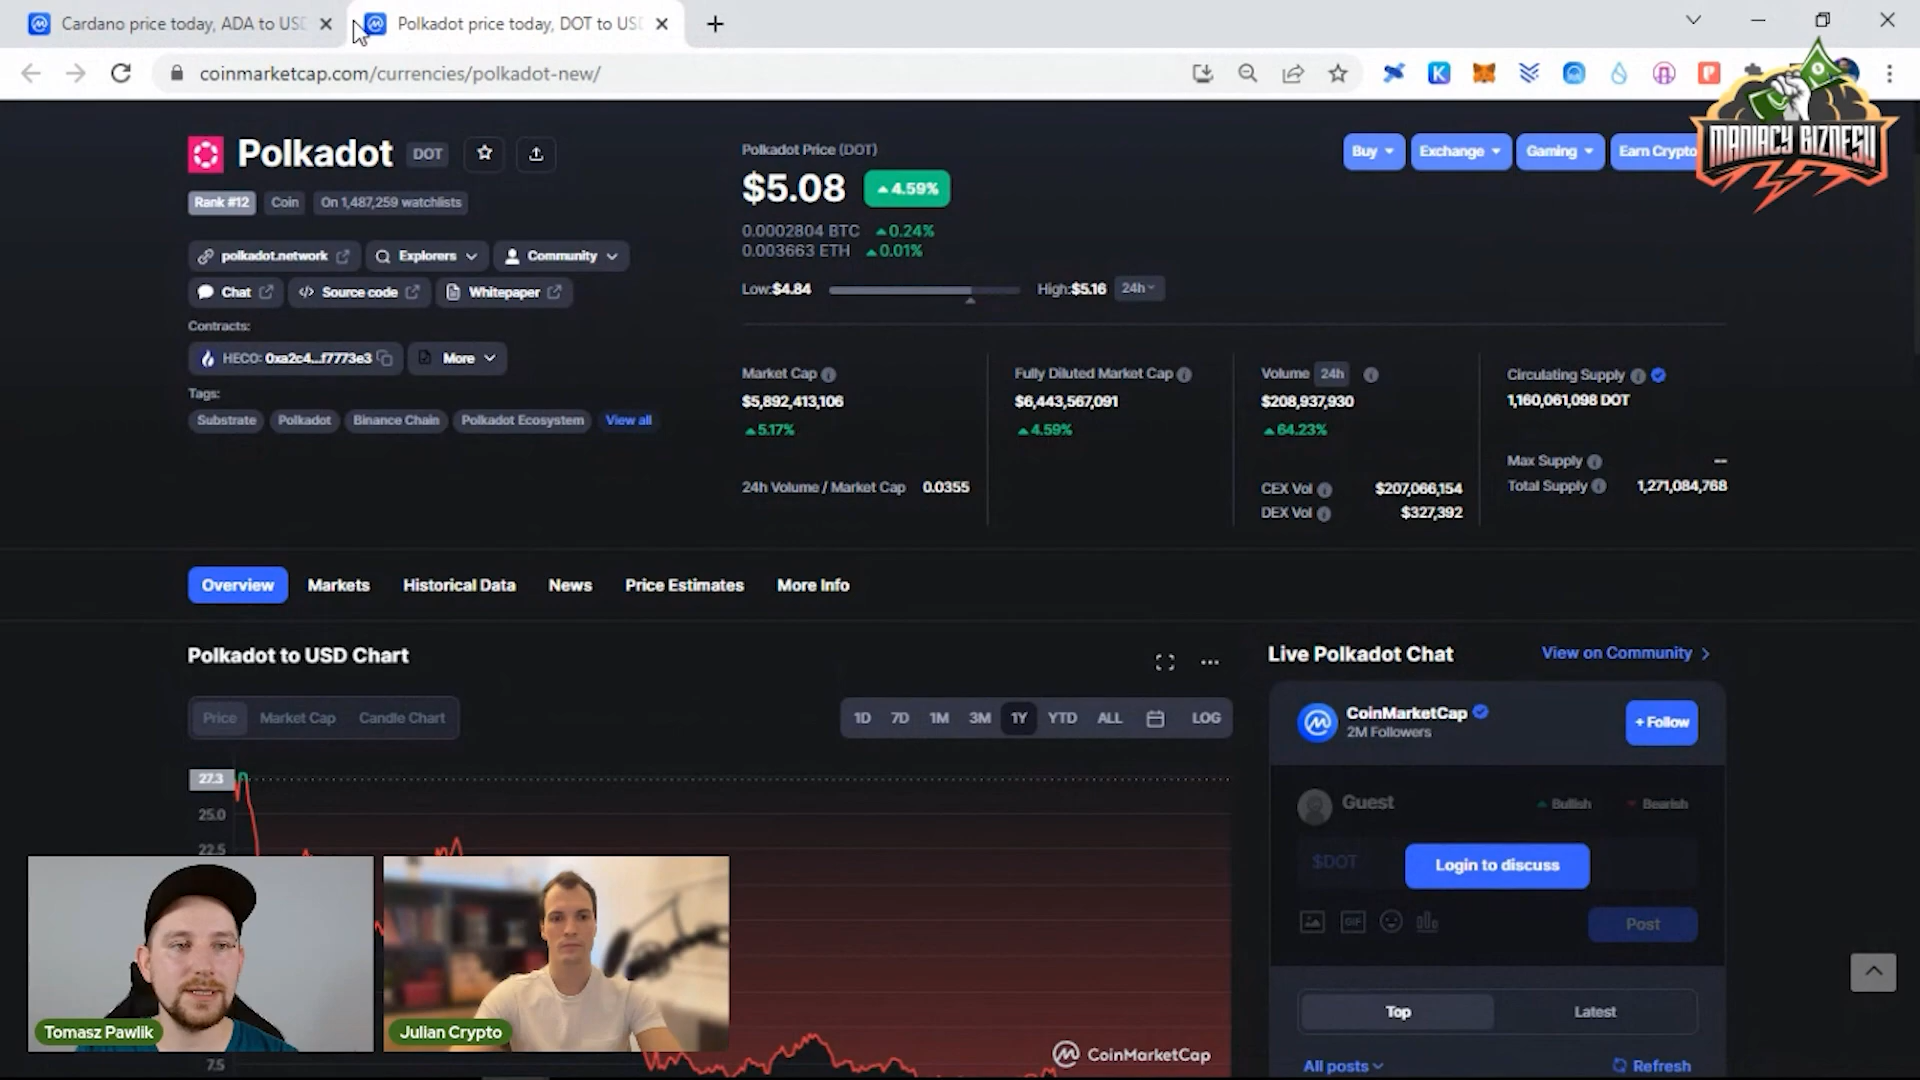 Cardano price today, ADA to US
Polkadot price today, DOT to US
coinmarketcap.com/currencies/polkadot-new/
MANIACY BIZNESU
Polkadot DOT
Rank #12 Coin On 1,487,259 watchlists
polkadot.network Explorers Community
Chat Source code Whitepaper
Contracts:
HECO: 0xa2c4...f7773e3 More
Tags:
Substrate Polkadot Binance Chain Polkadot Ecosystem View all
Polkadot Price (DOT)
$5.08 4.59%
0.0002804 BTC 0.24%
0.003663 ETH 0.01%
Low:$4.84 High:$5.16 24h
Buy Exchange Gaming Earn Crypto
Market Cap
$5,892,413,106
5.17%
24h Volume / Market Cap 0.0355
Fully Diluted Market Cap
$6,443,567,091
4.59%
Volume 24h
$208,937,930
64.23%
CEX Vol $207,066,154
DEX Vol $327,392
Circulating Supply
1,160,061,098 DOT
Max Supply --
Total Supply 1,271,084,768
Overview Markets Historical Data News Price Estimates More Info
Polkadot to USD Chart
Price Market Cap Candle Chart
1D 7D 1M 3M 1Y YTD ALL LOG
27.3
25.0
22.5
7.5
CoinMarketCap
Live Polkadot Chat
View on Community
CoinMarketCap
2M Followers
+ Follow
Guest Bullish Bearish
$DOT
Login to discuss
GIF
Post
Top Latest
All posts Refresh
Tomasz Pawlik
Julian Crypto